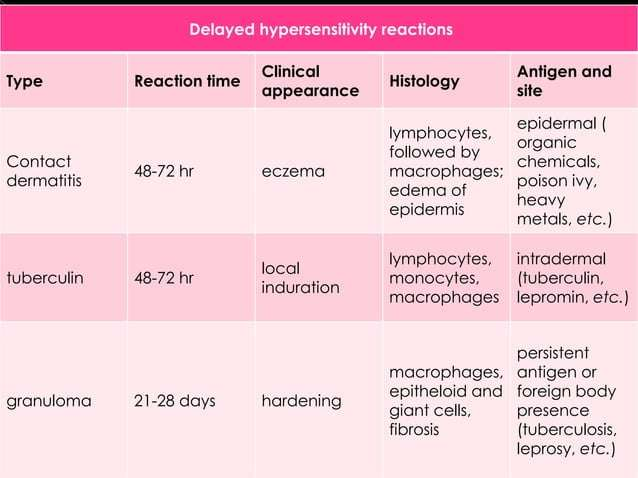 Delayed hypersensitivity reactions
Type
Reaction time
Clinical
appearance
Histology
Antigen and
site
Contact
dermatitis
48-72 hr
eczema
lymphocytes,
followed by
macrophages;
edema of
epidermis
epidermal (
organic
chemicals,
poison ivy,
heavy
metals, etc.)
tuberculin
48-72 hr
local
induration
lymphocytes,
monocytes,
macrophages
intradermal
(tuberculin,
lepromin, etc.)
granuloma
21-28 days
hardening
macrophages,
epitheloid and
giant cells,
fibrosis
persistent
antigen or
foreign body
presence
(tuberculosis,
leprosy, etc.)